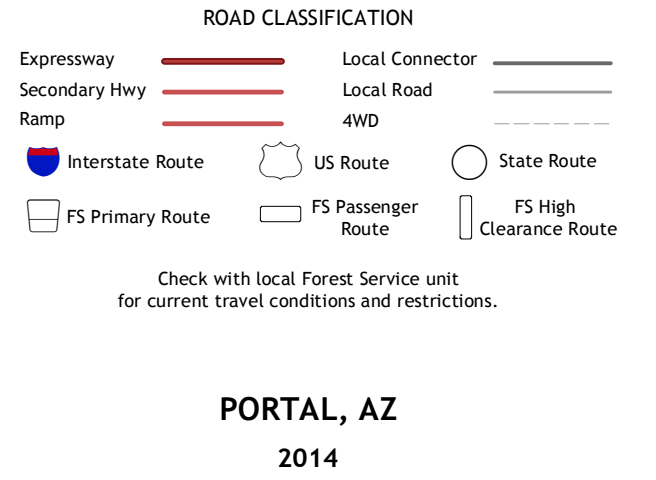 ROAD CLASSIFICATION
Expressway
Local Connector
Secondary Hwy
Local Road
Ramp
4WD
Interstate Route
US Route
State Route
FS Primary Route
FS Passenger
Route
FS High
Clearance Route
Check with local Forest Service unit
for current travel conditions and restrictions.
PORTAL, AZ
2014